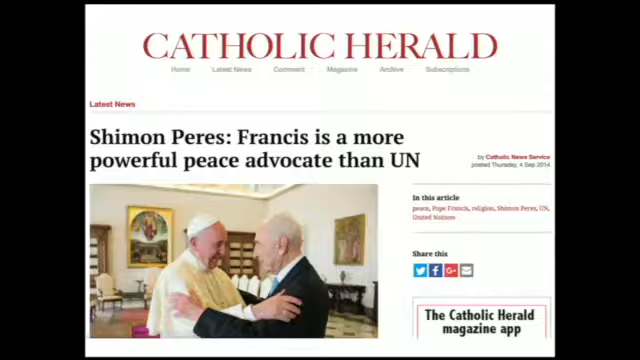 CATHOLIC HERALD
Home Latest News Comment Magazine Archive Subscriptions
Latest News
Shimon Peres: Francis is a more
powerful peace advocate than UN
by Catholic News Service
posted Thursday, 4 Sep 2014
In this article
peace, Pope Francis, religion, Shimon Peres, UN,
United Nations
Share this
The Catholic Herald
magazine app